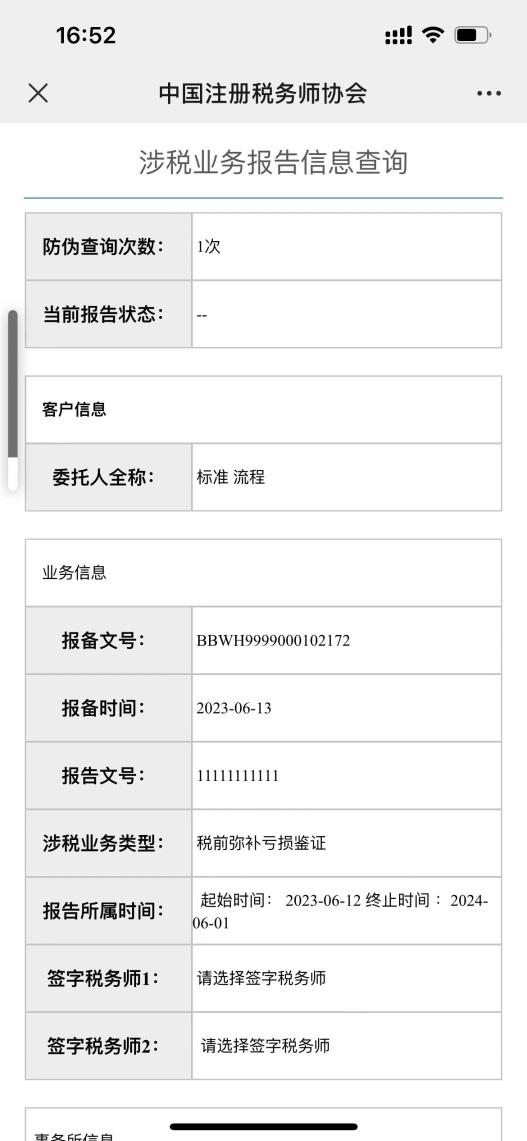 16:52
中国注册税务师协会
涉税业务报告信息查询
防伪查询次数： 1次
当前报告状态： --
客户信息
委托人全称： 标准 流程
业务信息
报备文号： BBWH9999000102172
报备时间： 2023-06-13
报告文号： 11111111111
涉税业务类型： 税前弥补亏损鉴证
报告所属时间： 起始时间： 2023-06-12 终止时间 ：2024-
06-01
签字税务师1： 请选择签字税务师
签字税务师2： 请选择签字税务师
事务所信息